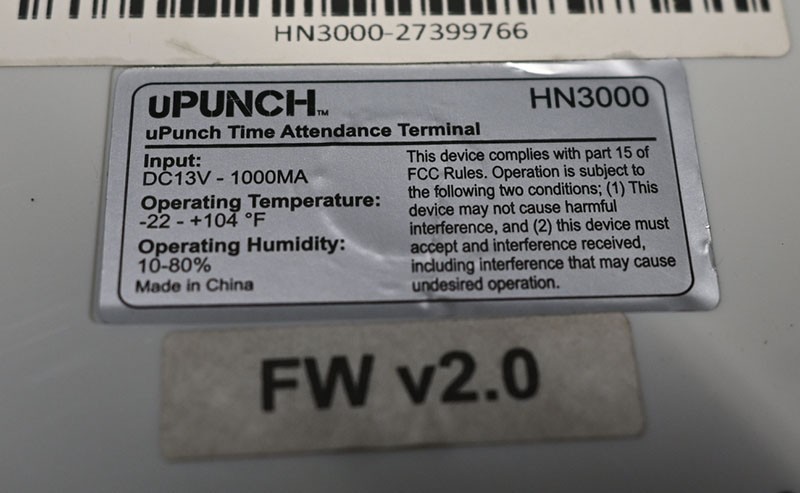 HN3000-27399766
uPUNCH™ HN3000
uPunch Time Attendance Terminal
Input:
DC13V - 1000MA
Operating Temperature:
-22 - +104 °F
Operating Humidity:
10-80%
Made in China
This device complies with part 15 of
FCC Rules. Operation is subject to
the following two conditions; (1) This
device may not cause harmful
interference, and (2) this device must
accept and interference received,
including interference that may cause
undesired operation.
FW v2.0